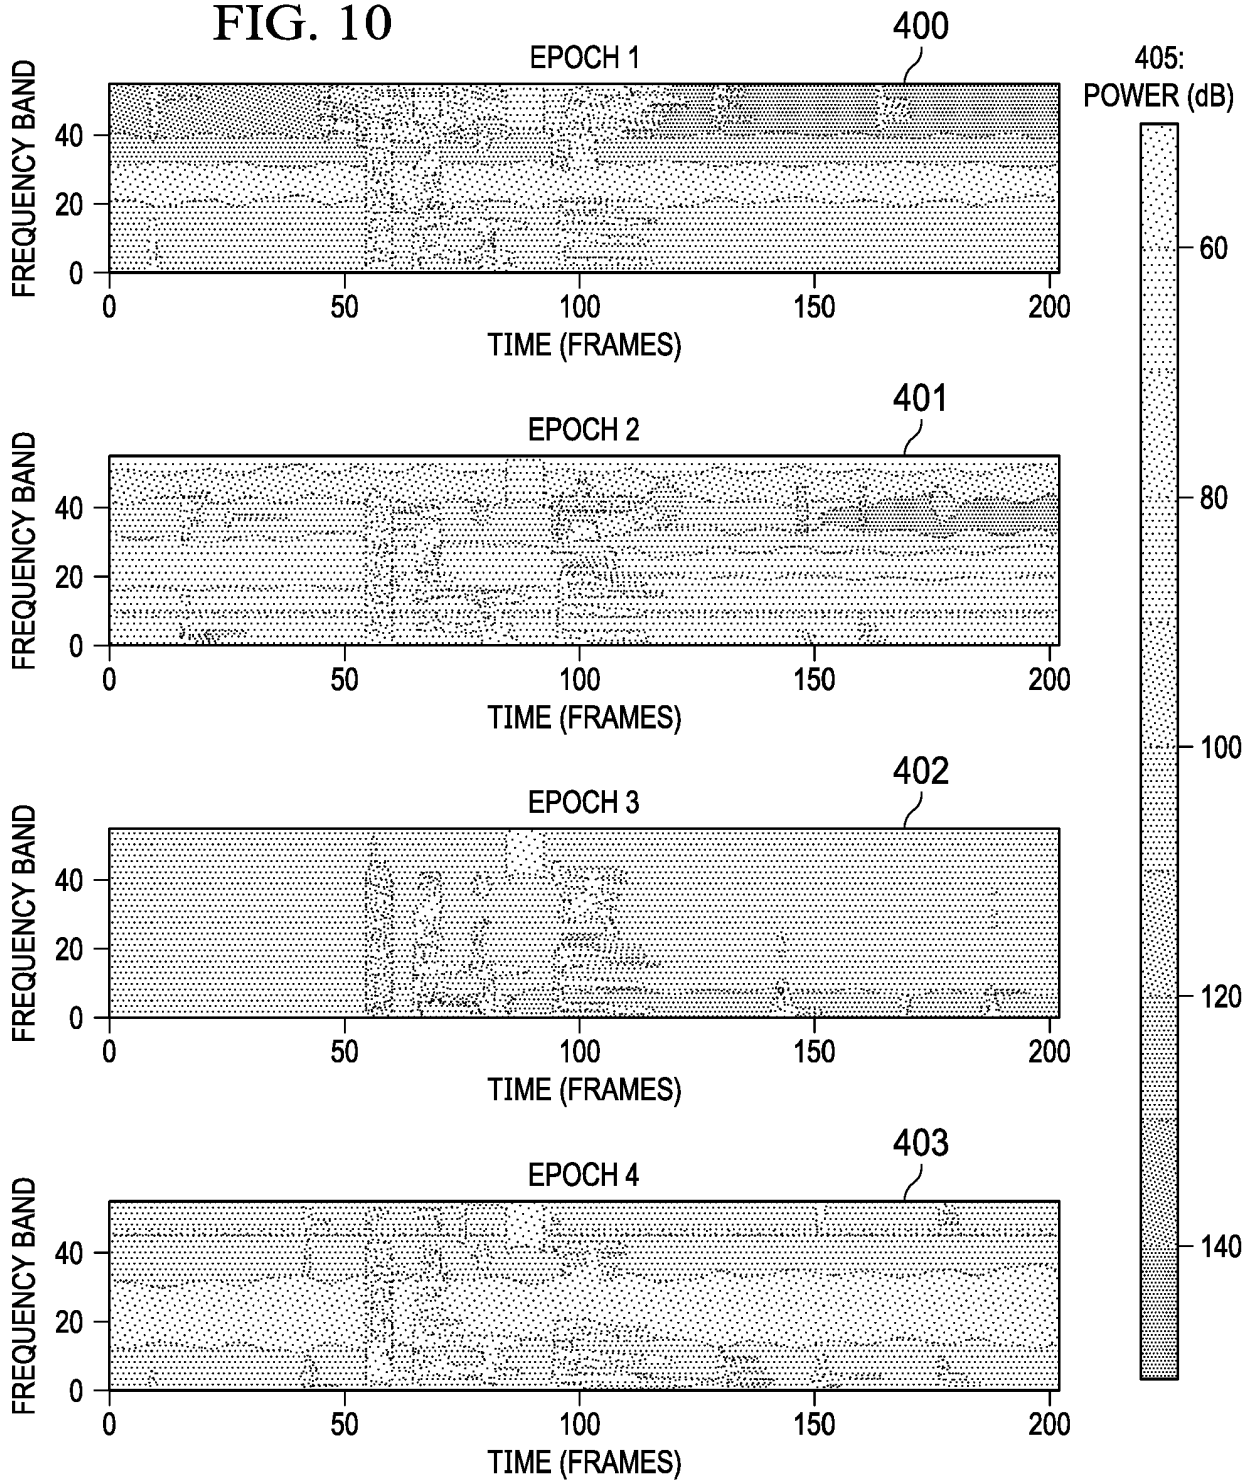 FIG. 10
400
EPOCH 1
405:
POWER (dB)
FREQUENCY BAND
40
20
0
0 50 100 150 200
TIME (FRAMES)
401
EPOCH 2
FREQUENCY BAND
40
20
0
0 50 100 150 200
TIME (FRAMES)
402
EPOCH 3
FREQUENCY BAND
40
20
0
0 50 100 150 200
TIME (FRAMES)
403
EPOCH 4
FREQUENCY BAND
40
20
0
0 50 100 150 200
TIME (FRAMES)
60
80
100
120
140